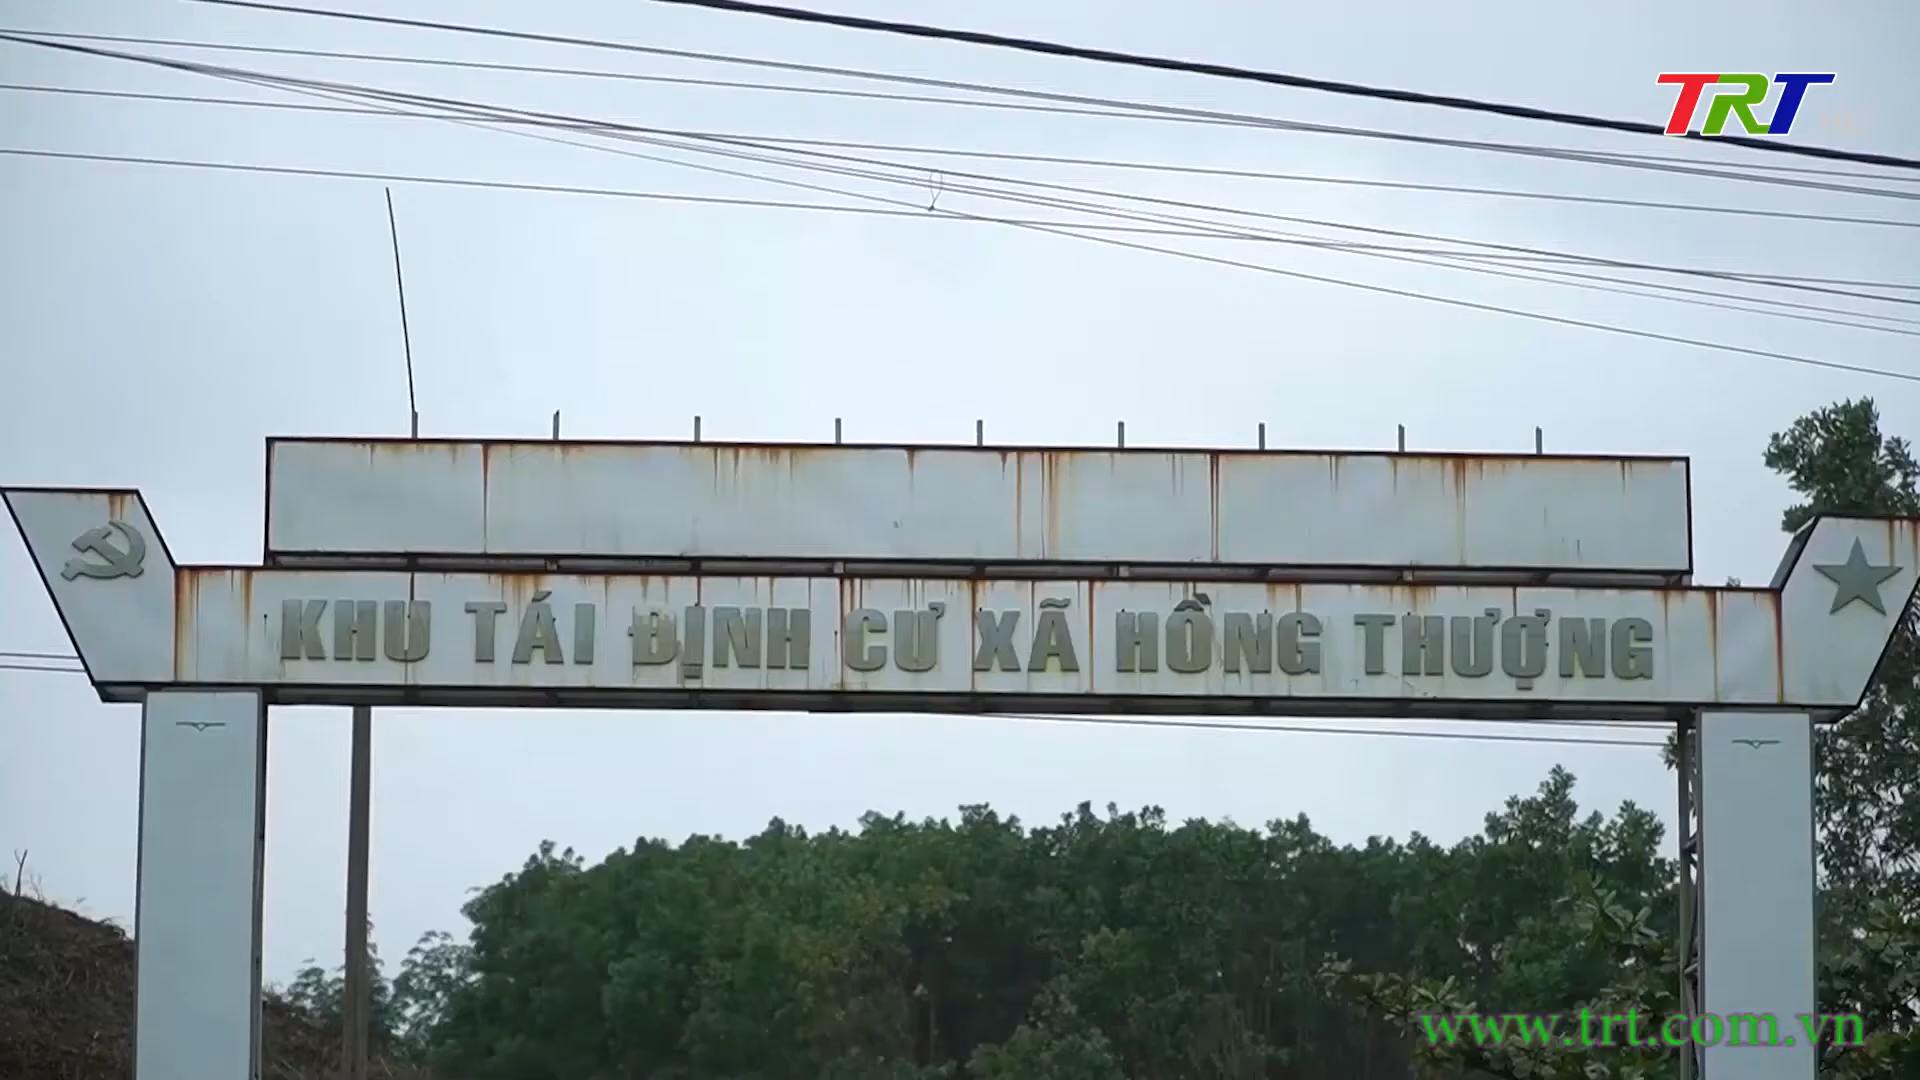 TRT
KHU TÁI ĐỊNH CƯ XÃ HỒNG THƯỢNG
www.trt.com.vn